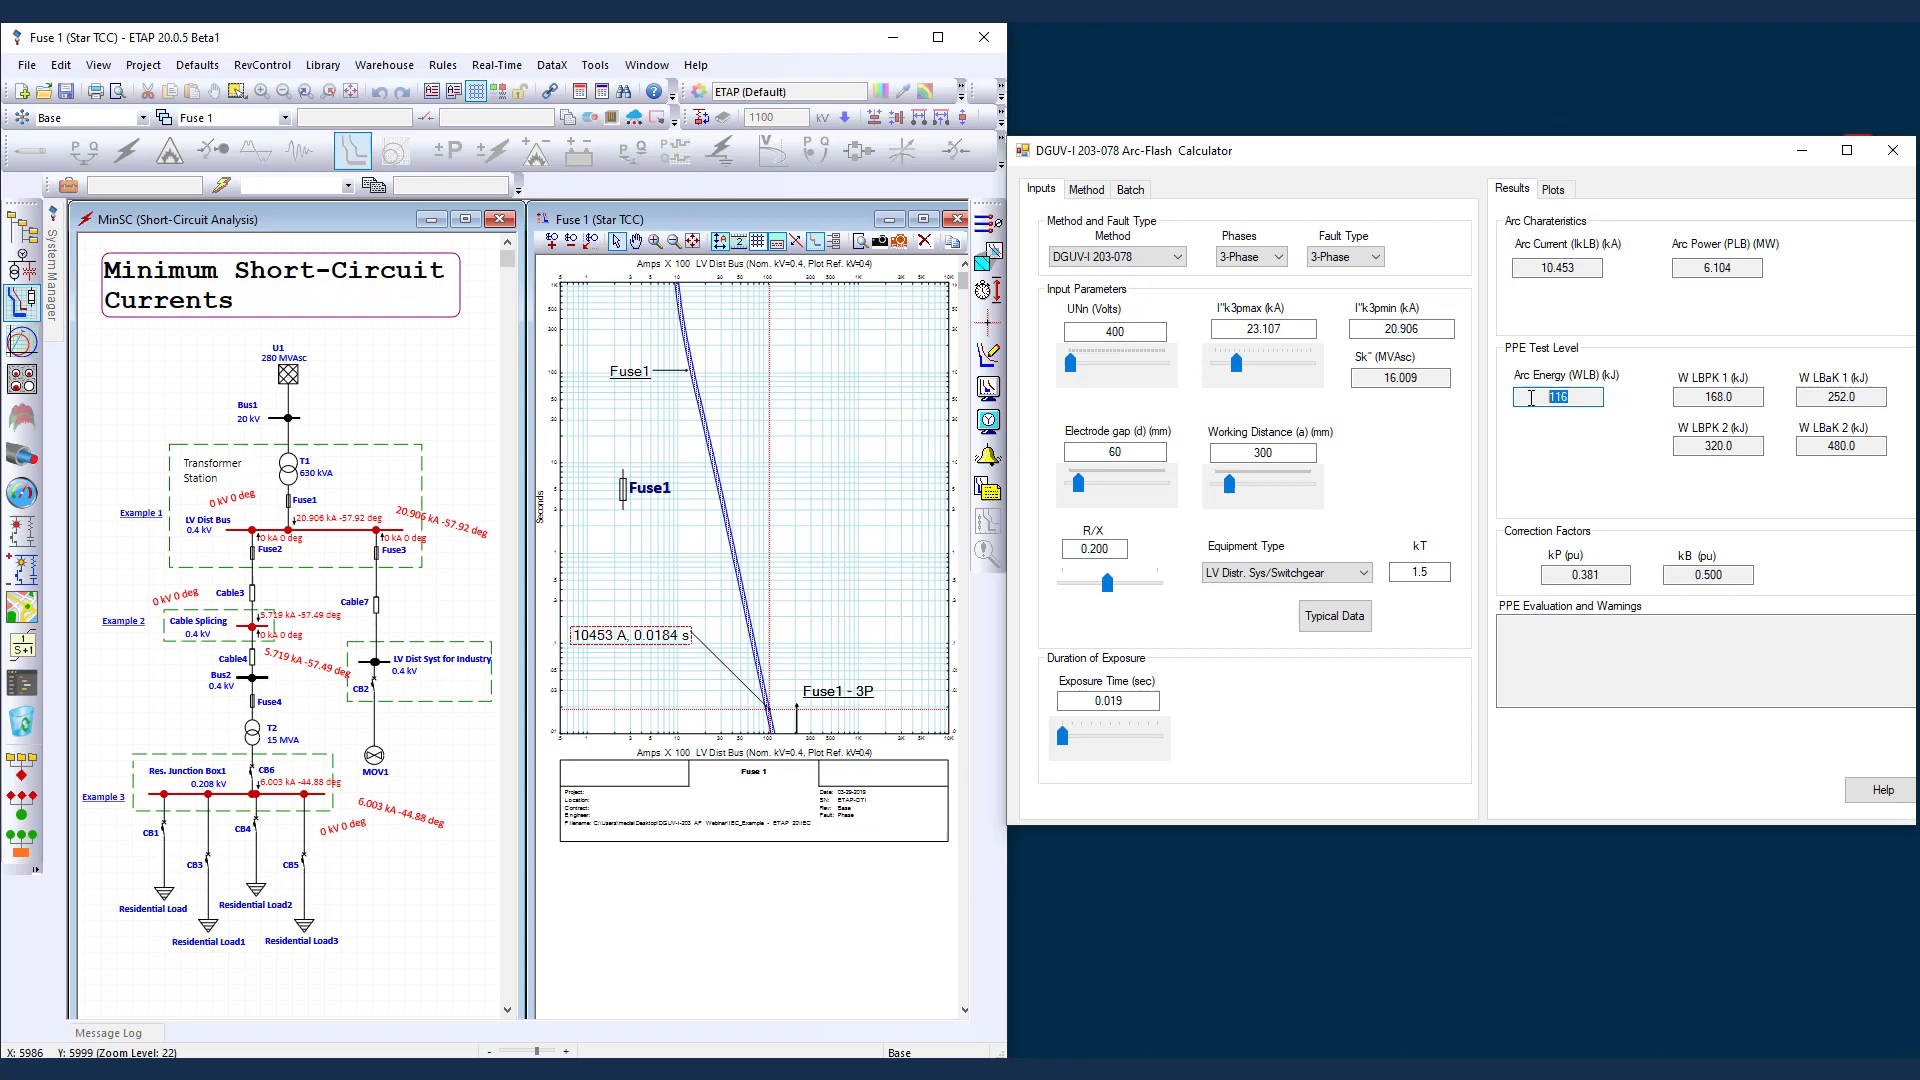 Fuse 1 (Star TCC) - ETAP 20.0.5 Beta1
File Edit View Project Defaults RevControl Library Warehouse Rules Real-Time DataX Tools Window Help
ETAP (Default)
Base
Fuse 1
1100 kV
System Manager
MinSC (Short-Circuit Analysis)
Minimum Short-Circuit
Currents
U1
280 MVAsc
Bus1
20 kV
Transformer
Station
T1
630 kVA
0 kV 0 deg
Fuse1
Example 1
LV Dist Bus
0.4 kV
20.906 kA -57.92 deg
20.906 kA -57.92 deg
0 kA 0 deg
0 kA 0 deg
Fuse2
Fuse3
0 kV 0 deg
Cable3
Cable7
Example 2
Cable Splicing
0.4 kV
5.719 kA -57.49 deg
0 kA 0 deg
Cable4
5.719 kA -57.49 deg
Bus2
0.4 kV
LV Dist Syst for Industry
0.4 kV
CB2
Fuse4
T2
15 MVA
MOV1
Res. Junction Box1
0.208 kV
CB6
6.003 kA -44.88 deg
Example 3
6.003 kA -44.88 deg
0 kV 0 deg
CB1
CB4
CB3
CB5
Residential Load
Residential Load2
Residential Load1
Residential Load3
Message Log
X: 5986 Y: 5999 (Zoom Level: 22)
Base
Fuse 1 (Star TCC)
Amps X 100 LV Dist Bus (Nom. kV=0.4, Plot Ref. kV=0.4)
Seconds
Fuse1
Fuse1
10453 A, 0.0184 s
Fuse1 - 3P
Amps X 100 LV Dist Bus (Nom. kV=0.4, Plot Ref. kV=0.4)
Fuse 1
Project:
Location:
Contract:
Engineer:
Date: 03-29-2019
SN: ETAP-OTI
Rev: Base
Fault: Phase
DGUV-I 203-078 Arc-Flash Calculator
Inputs Method Batch
Method and Fault Type
Method Phases Fault Type
DGUV-I 203-078 3-Phase 3-Phase
Input Parameters
UNn (Volts) I"k3pmax (kA) I"k3pmin (kA)
400 23.107 20.906
Sk" (MVAsc)
16.009
Electrode gap (d) (mm) Working Distance (a) (mm)
60 300
R/X
0.200
Equipment Type kT
LV Distr. Sys/Switchgear 1.5
Typical Data
Duration of Exposure
Exposure Time (sec)
0.019
Results Plots
Arc Charateristics
Arc Current (IkLB) (kA) Arc Power (PLB) (MW)
10.453 6.104
PPE Test Level
Arc Energy (WLB) (kJ) W LBPK 1 (kJ) W LBaK 1 (kJ)
116 168.0 252.0
W LBPK 2 (kJ) W LBaK 2 (kJ)
320.0 480.0
Correction Factors
kP (pu) kB (pu)
0.381 0.500
PPE Evaluation and Warnings
Help